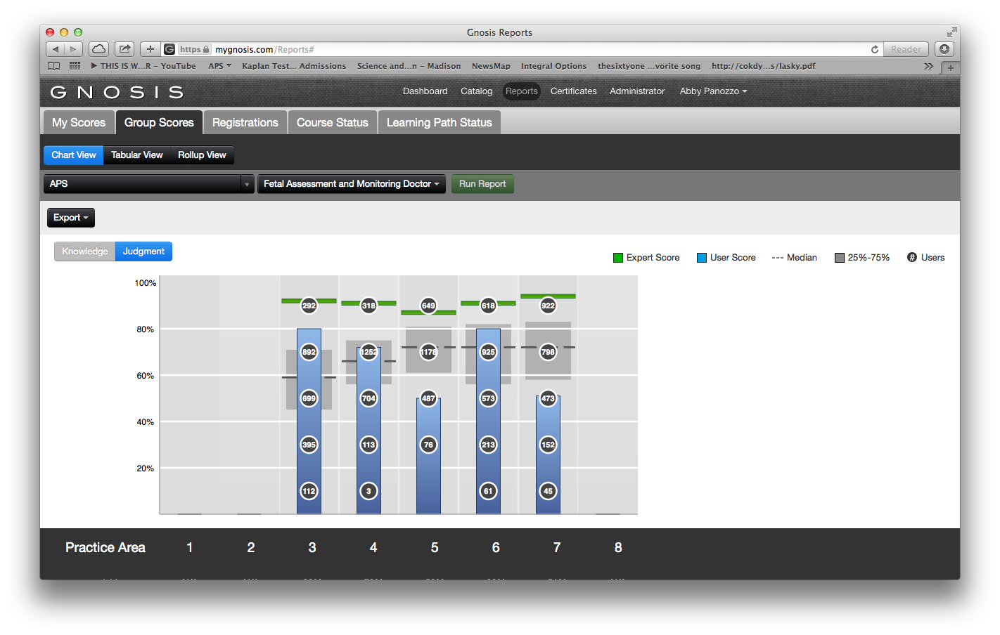 Gnosis Reports
https mygnosis.com/Reports# Reader
THIS IS W...R – YouTube APS Kaplan Test... Admissions Science and...n – Madison NewsMap Integral Options thesixtyone ...vorite song http://cokdy...s/lasky.pdf
GNOSIS Dashboard Catalog Reports Certificates Administrator Abby Panozzo
My Scores Group Scores Registrations Course Status Learning Path Status
Chart View Tabular View Rollup View
APS Fetal Assessment and Monitoring Doctor Run Report
Export
Knowledge Judgment
Expert Score User Score Median 25%-75% # Users
100%
292 318 649 618 922
80%
892 1252 1178 925 798
60%
699 704 487 573 473
40%
395 113 76 213 152
20%
112 3 61 45
Practice Area 1 2 3 4 5 6 7 8